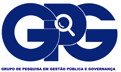 GPG
GRUPO DE PESQUISA EM GESTÃO PÚBLICA E GOVERNANÇA